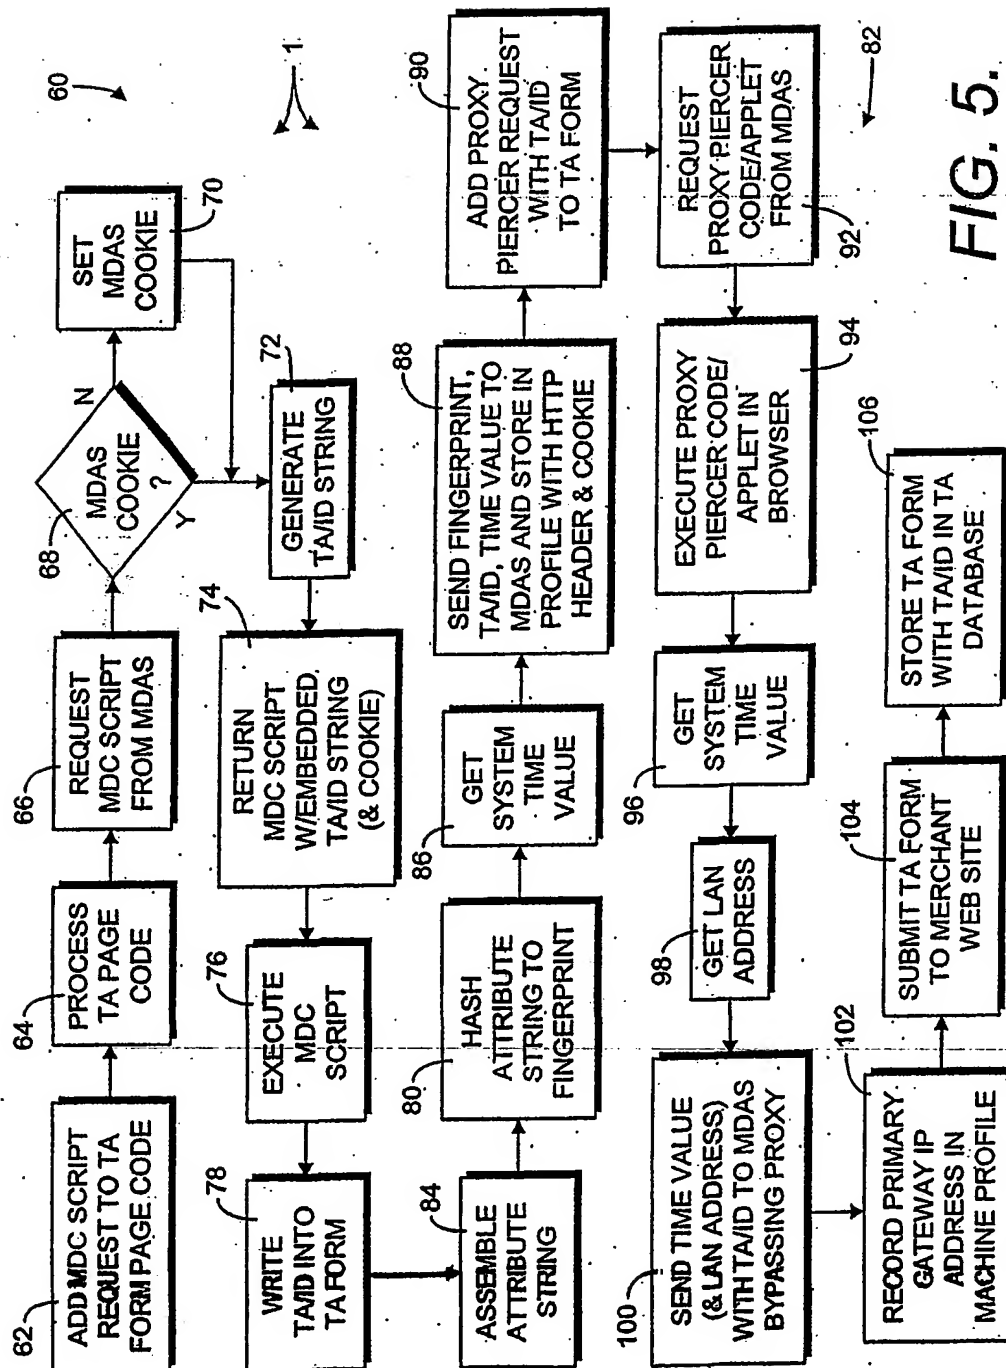 60
1
62
ADD MDC SCRIPT
REQUEST TO TA
FORM PAGE CODE
64
PROCESS
TA PAGE
CODE
66
REQUEST
MDC SCRIPT
FROM MDAS
68
MDAS
COOKIE
?
N
Y
70
SET
MDAS
COOKIE
72
GENERATE
TA/ID STRING
74
RETURN
MDC SCRIPT
W/EMBEDDED
TA/ID STRING
(& COOKIE)
76
EXECUTE
MDC
SCRIPT
78
WRITE
TA/ID INTO
TA FORM
84
ASSEMBLE
ATTRIBUTE
STRING
80
HASH
ATTRIBUTE
STRING TO
FINGERPRINT
86
GET
SYSTEM
TIME
VALUE
88
SEND FINGERPRINT,
TA/ID, TIME VALUE TO
MDAS AND STORE IN
PROFILE WITH HTTP
HEADER & COOKIE
90
ADD PROXY
PIERCER REQUEST
WITH TA/ID
TO TA FORM
92
REQUEST
PROXY PIERCER
CODE/APPLET
FROM MDAS
94
EXECUTE PROXY
PIERCER CODE/
APPLET IN
BROWSER
96
GET
SYSTEM
TIME
VALUE
98
GET LAN
ADDRESS
100
SEND TIME VALUE
(& LAN ADDRESS)
WITH TA/ID TO MDAS
BYPASSING PROXY
102
RECORD PRIMARY
GATEWAY IP
ADDRESS IN
MACHINE PROFILE
104
SUBMIT TA FORM
TO MERCHANT
WEB SITE
106
STORE TA FORM
WITH TA/ID IN TA
DATABASE
82
FIG. 5.